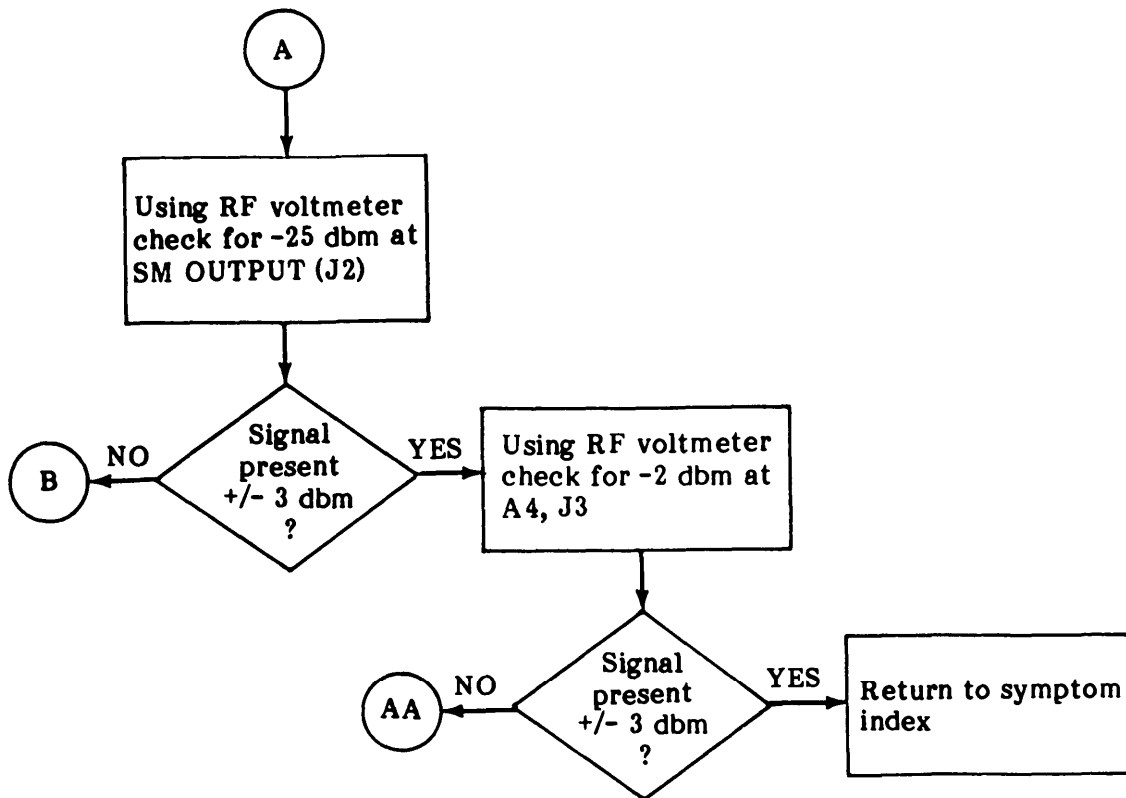 A
Using RF voltmeter
check for -25 dbm at
SM OUTPUT (J2)
Signal
present
+/- 3 dbm
?
NO
B
YES
Using RF voltmeter
check for -2 dbm at
A4, J3
Signal
present
+/- 3 dbm
?
NO
AA
YES
Return to symptom
index